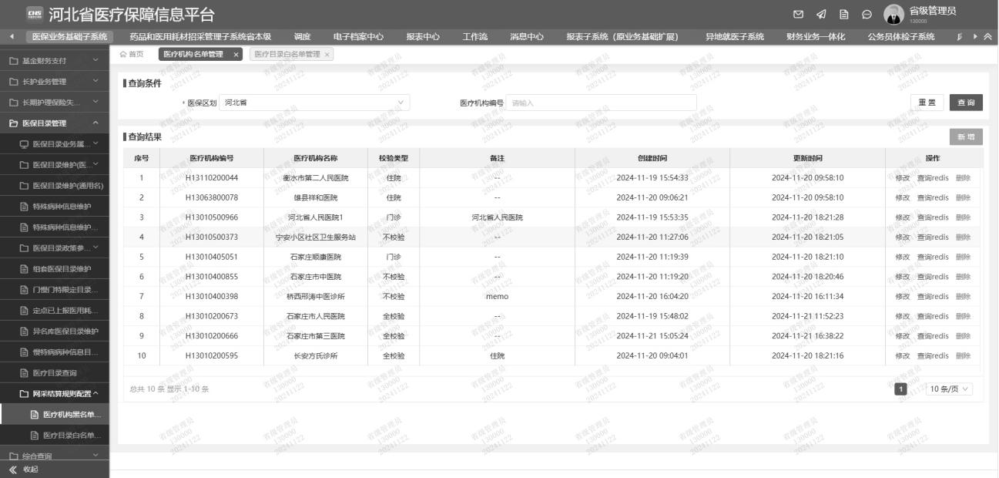 CHS 河北省医疗保障信息平台
省级管理员
130000
医保业务基础子系统 药品和医用耗材招采管理子系统省本级 调度 电子档案中心 报表中心 工作流 消息中心 报表子系统（原业务基础扩展） 异地就医子系统 财务业务一体化 公务员体检子系统
首页 医疗机构名单管理 × 医疗目录白名单管理 ×
基金财务支付
长护业务管理
长期护理保险失...
医保目录管理
医保目录业务属...
医保目录维护(医...
医保目录维护(通用名)
特殊病种信息维护
特殊病种信息维护...
医保目录政策参...
组套医保目录维护
门慢门特限定目录...
定点已上报医用耗...
异名库医保目录维护
慢特病病种信息目...
医疗目录查询
网采结算规则配置
医疗机构黑名单...
医疗目录白名单...
综合查询
收起
查询条件
* 医保区划 河北省 医疗机构编号 请输入 重置 查询
查询结果 新增
序号 医疗机构编号 医疗机构名称 校验类型 备注 创建时间 更新时间 操作
1 H13110200044 衡水市第二人民医院 住院 -- 2024-11-19 15:54:33 2024-11-20 09:58:10 修改 查询redis 删除
2 H13063800078 雄县祥和医院 住院 -- 2024-11-20 09:06:21 2024-11-20 09:58:10 修改 查询redis 删除
3 H13010500966 河北省人民医院1 门诊 河北省人民医院 2024-11-19 15:53:35 2024-11-20 18:21:28 修改 查询redis 删除
4 H13010500373 宁安小区社区卫生服务站 不校验 -- 2024-11-20 11:27:06 2024-11-20 18:21:05 修改 查询redis 删除
5 H13010405051 石家庄顺康医院 门诊 -- 2024-11-20 11:19:39 2024-11-20 18:21:10 修改 查询redis 删除
6 H13010400855 石家庄市中医院 不校验 -- 2024-11-20 11:19:20 2024-11-20 18:20:46 修改 查询redis 删除
7 H13010400398 桥西邢涛中医诊所 不校验 memo 2024-11-20 16:04:20 2024-11-20 16:11:34 修改 查询redis 删除
8 H13010200673 石家庄市人民医院 全校验 -- 2024-11-19 15:48:02 2024-11-21 11:52:23 修改 查询redis 删除
9 H13010200666 石家庄市第三医院 全校验 -- 2024-11-21 15:05:24 2024-11-21 16:38:22 修改 查询redis 删除
10 H13010200595 长安方氏诊所 全校验 住院 2024-11-20 09:04:01 2024-11-20 18:21:16 修改 查询redis 删除
总共 10 条 显示 1-10 条 1 10 条/页
省级管理员
130000
20241122